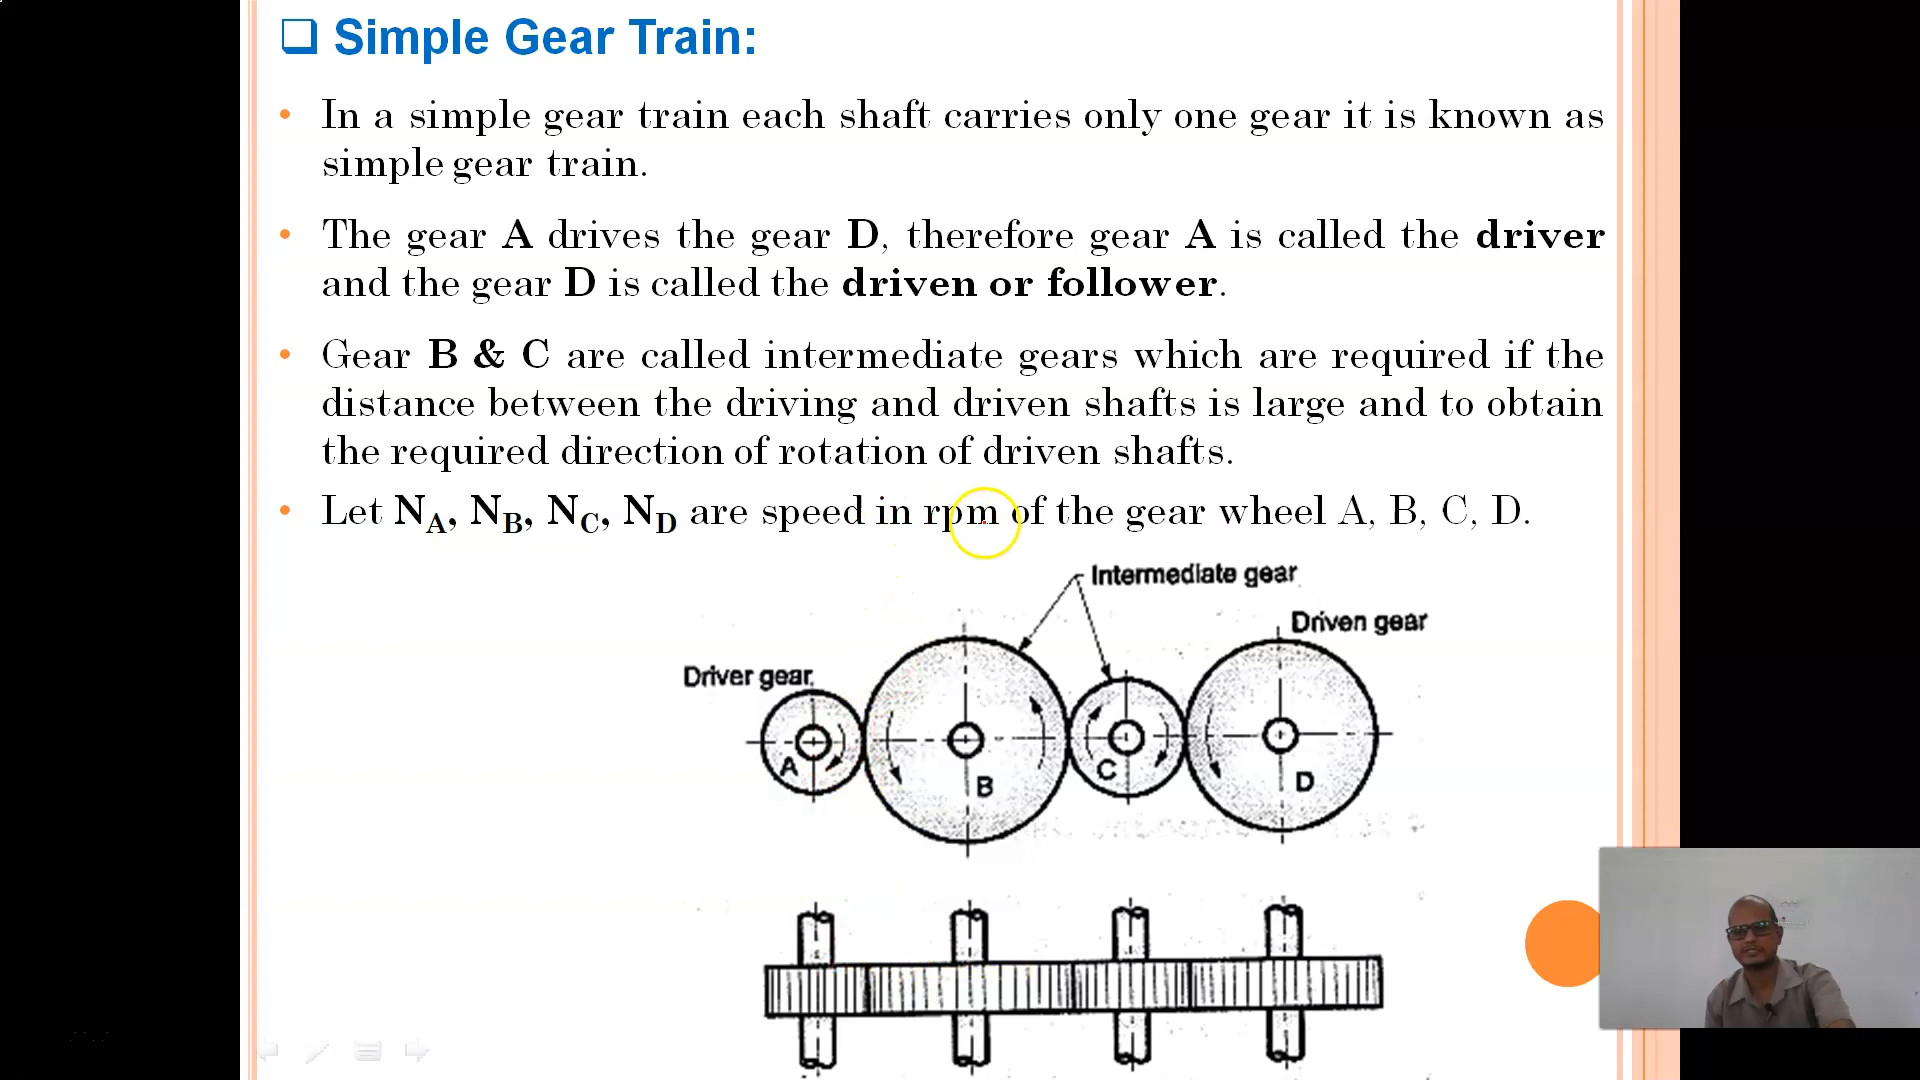 Simple Gear Train:
• In a simple gear train each shaft carries only one gear it is known as
simple gear train.
• The gear A drives the gear D, therefore gear A is called the driver
and the gear D is called the driven or follower.
• Gear B & C are called intermediate gears which are required if the
distance between the driving and driven shafts is large and to obtain
the required direction of rotation of driven shafts.
• Let N_A, N_B, N_C, N_D are speed in rpm of the gear wheel A, B, C, D.
Intermediate gear
Driven gear
Driver gear
A
B
C
D